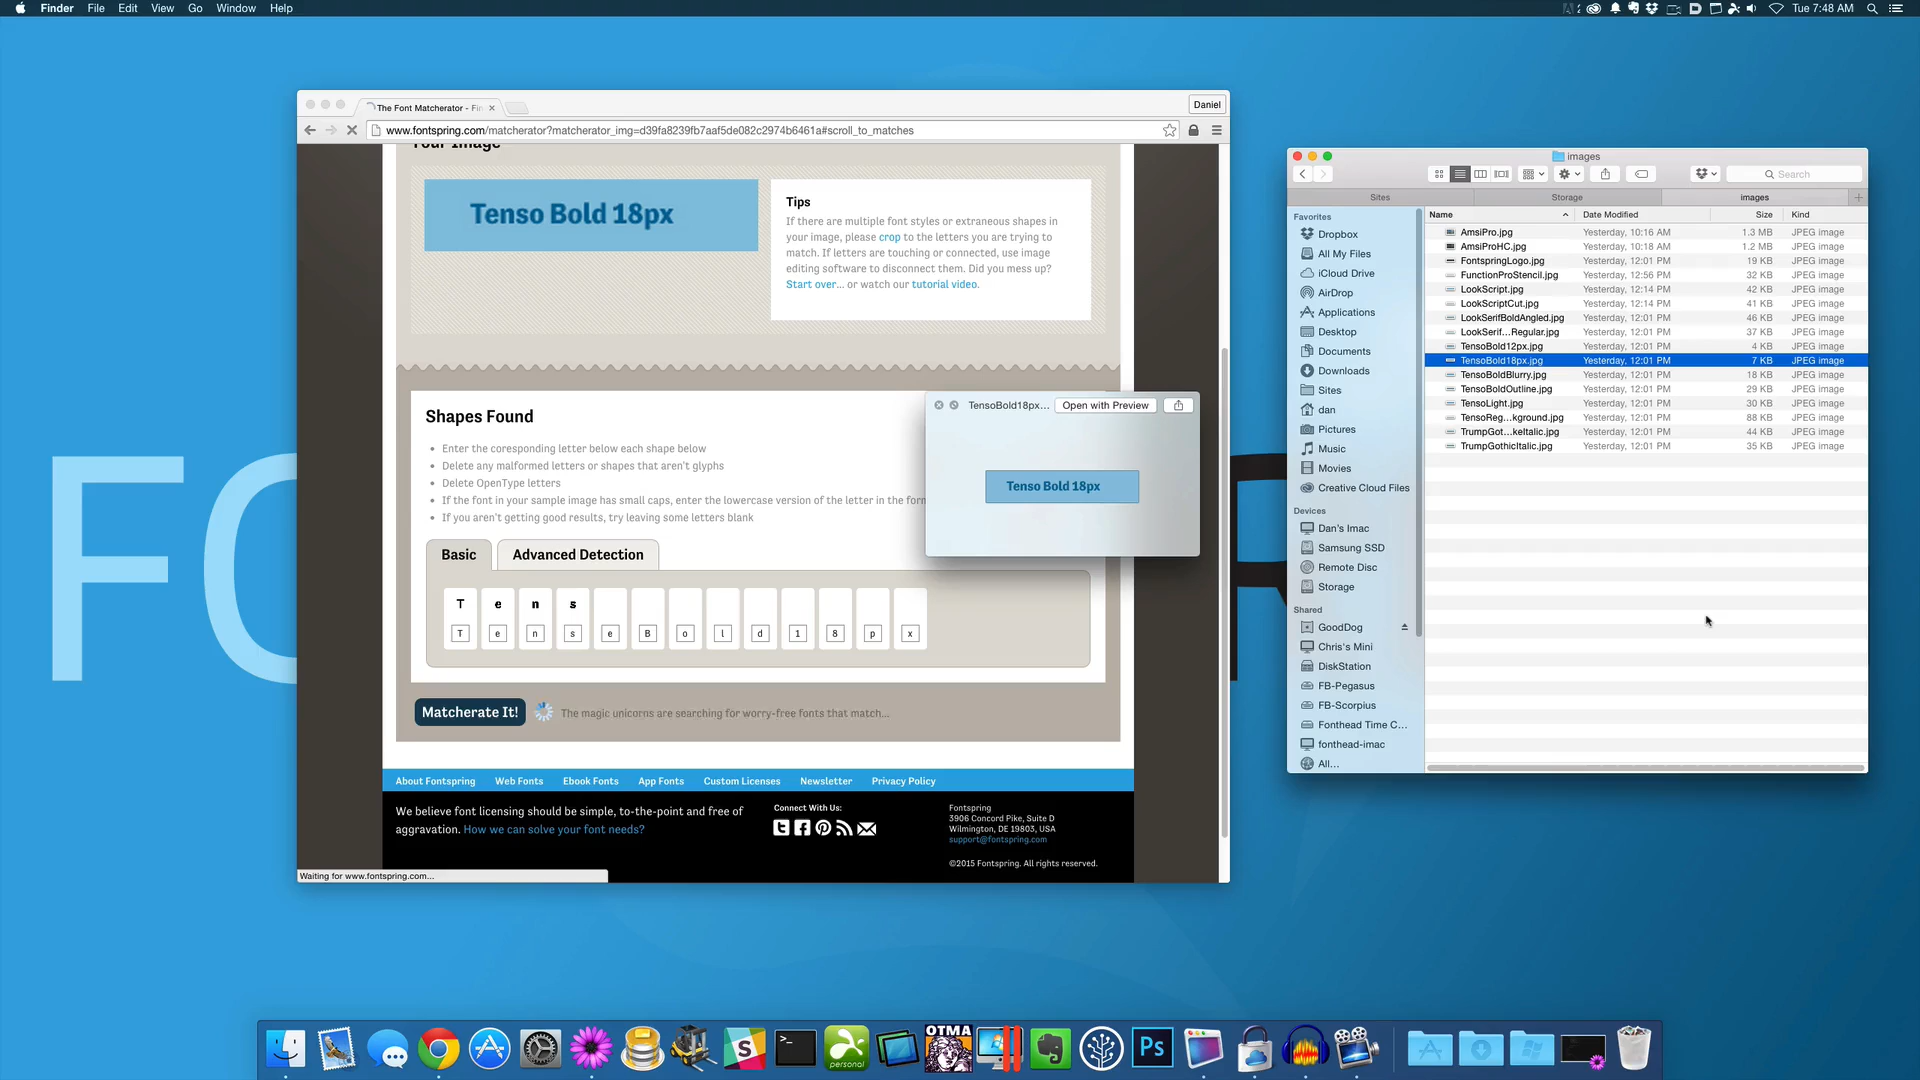 Finder File Edit View Go Window Help
Tue 7:48 AM
The Font Matcherator - Fin
Daniel
www.fontspring.com/matcherator?matcherator_img=d39fa8239fb7aaf5de082c2974b6461a#scroll_to_matches
Your Image
Tenso Bold 18px
Tips
If there are multiple font styles or extraneous shapes in
your image, please crop to the letters you are trying to
match. If letters are touching or connected, use image
editing software to disconnect them. Did you mess up?
Start over... or watch our tutorial video.
Shapes Found
Enter the coresponding letter below each shape below
Delete any malformed letters or shapes that aren't glyphs
Delete OpenType letters
If the font in your sample image has small caps, enter the lowercase version of the letter in the forn
If you aren't getting good results, try leaving some letters blank
Basic Advanced Detection
T e n s
T e n s e B o l d 1 8 p x
Matcherate It! The magic unicorns are searching for worry-free fonts that match...
About Fontspring Web Fonts Ebook Fonts App Fonts Custom Licenses Newsletter Privacy Policy
We believe font licensing should be simple, to-the-point and free of
aggravation. How we can solve your font needs?
Connect With Us:
Fontspring
3906 Concord Pike, Suite D
Wilmington, DE 19803, USA
support@fontspring.com
©2015 Fontspring. All rights reserved.
Waiting for www.fontspring.com...
TensoBold18px... Open with Preview
Tenso Bold 18px
images
Search
Sites Storage images
Favorites
Dropbox
All My Files
iCloud Drive
AirDrop
Applications
Desktop
Documents
Downloads
Sites
dan
Pictures
Music
Movies
Creative Cloud Files
Devices
Dan's Imac
Samsung SSD
Remote Disc
Storage
Shared
GoodDog
Chris's Mini
DiskStation
FB-Pegasus
FB-Scorpius
Fonthead Time C...
fonthead-imac
All...
Name Date Modified Size Kind
AmsiPro.jpg Yesterday, 10:16 AM 1.3 MB JPEG image
AmsiProHC.jpg Yesterday, 10:18 AM 1.2 MB JPEG image
FontspringLogo.jpg Yesterday, 12:01 PM 19 KB JPEG image
FunctionProStencil.jpg Yesterday, 12:56 PM 32 KB JPEG image
LookScript.jpg Yesterday, 12:14 PM 42 KB JPEG image
LookScriptCut.jpg Yesterday, 12:14 PM 41 KB JPEG image
LookSerifBoldAngled.jpg Yesterday, 12:01 PM 46 KB JPEG image
LookSerif...Regular.jpg Yesterday, 12:01 PM 37 KB JPEG image
TensoBold12px.jpg Yesterday, 12:01 PM 4 KB JPEG image
TensoBold18px.jpg Yesterday, 12:01 PM 7 KB JPEG image
TensoBoldBlurry.jpg Yesterday, 12:01 PM 18 KB JPEG image
TensoBoldOutline.jpg Yesterday, 12:01 PM 29 KB JPEG image
TensoLight.jpg Yesterday, 12:01 PM 30 KB JPEG image
TensoReg...kground.jpg Yesterday, 12:01 PM 88 KB JPEG image
TrumpGot...keItalic.jpg Yesterday, 12:01 PM 44 KB JPEG image
TrumpGothicItalic.jpg Yesterday, 12:01 PM 35 KB JPEG image
FO
R
OTMA
personal
Ps